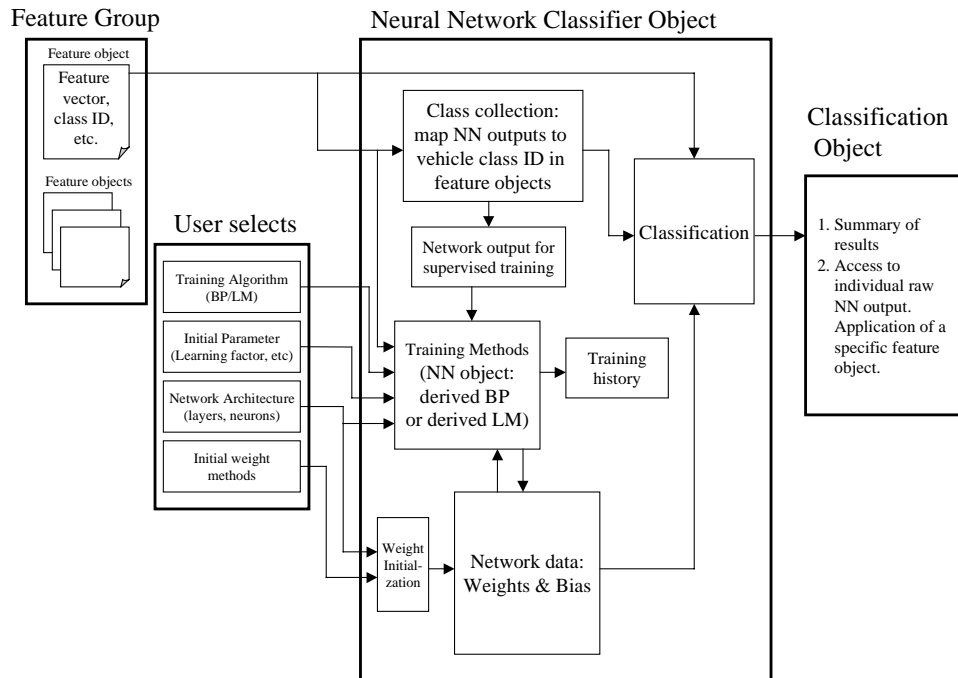 Feature Group
Feature object
Feature
vector,
class ID,
etc.
Feature objects
User selects
Training Algorithm
(BP/LM)
Initial Parameter
(Learning factor, etc)
Network Architecture
(layers, neurons)
Initial weight
methods
Neural Network Classifier Object
Class collection:
map NN outputs to
vehicle class ID in
feature objects
Network output for
supervised training
Training Methods
(NN object:
derived BP
or derived LM)
Training
history
Weight
Initial-
zation
Network data:
Weights & Bias
Classification
Classification
Object
1. Summary of
results
2. Access to
individual raw
NN output.
Application of a
specific feature
object.